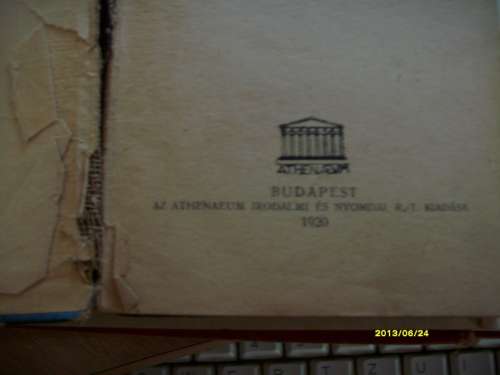 ATHENAEUM
BUDAPEST
AZ ATHENAEUM IRODALMI ÉS NYOMDAI R.-T. KIADÁSA
1920
2013/06/24